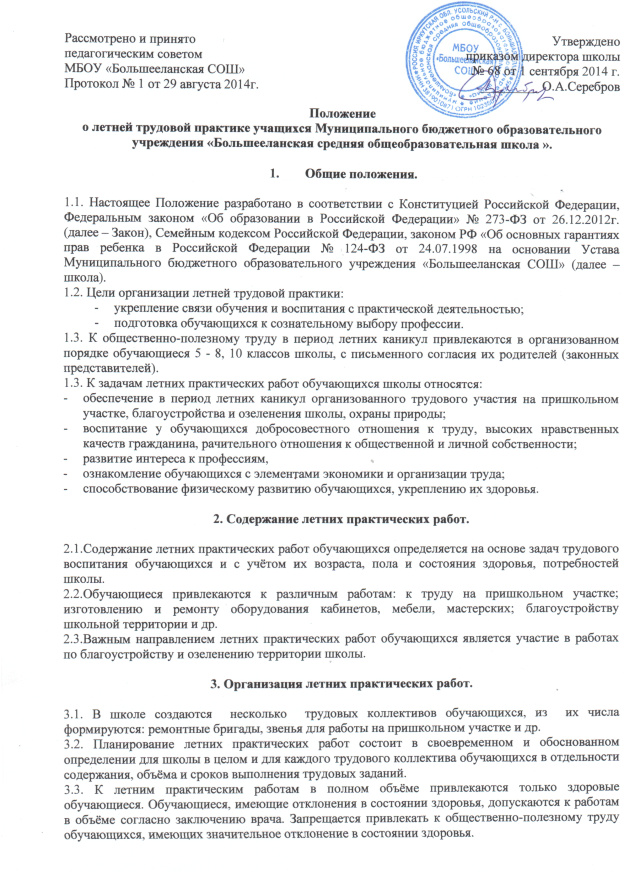 Рассмотрено и принято
педагогическим советом
МБОУ «Большееланская СОШ»
Протокол № 1 от 29 августа 2014г.
Утверждено
приказом директора школы
№ 68 от 1 сентября 2014 г.
О.А.Серебров
МБОУ
«Большееланская
СОШ»
Положение
о летней трудовой практике учащихся Муниципального бюджетного образовательного
учреждения «Большееланская средняя общеобразовательная школа ».
1. Общие положения.
1.1. Настоящее Положение разработано в соответствии с Конституцией Российской Федерации,
Федеральным законом «Об образовании в Российской Федерации» № 273-ФЗ от 26.12.2012г.
(далее – Закон), Семейным кодексом Российской Федерации, законом РФ «Об основных гарантиях
прав ребенка в Российской Федерации № 124-ФЗ от 24.07.1998 на основании Устава
Муниципального бюджетного образовательного учреждения «Большееланская СОШ» (далее –
школа).
1.2. Цели организации летней трудовой практики:
- укрепление связи обучения и воспитания с практической деятельностью;
- подготовка обучающихся к сознательному выбору профессии.
1.3. К общественно-полезному труду в период летних каникул привлекаются в организованном
порядке обучающиеся 5 - 8, 10 классов школы, с письменного согласия их родителей (законных
представителей).
1.3. К задачам летних практических работ обучающихся школы относятся:
- обеспечение в период летних каникул организованного трудового участия на пришкольном
участке, благоустройства и озеленения школы, охраны природы;
- воспитание у обучающихся добросовестного отношения к труду, высоких нравственных
качеств гражданина, рачительного отношения к общественной и личной собственности;
- развитие интереса к профессиям,
- ознакомление обучающихся с элементами экономики и организации труда;
- способствование физическому развитию обучающихся, укреплению их здоровья.
2. Содержание летних практических работ.
2.1.Содержание летних практических работ обучающихся определяется на основе задач трудового
воспитания обучающихся и с учётом их возраста, пола и состояния здоровья, потребностей
школы.
2.2.Обучающиеся привлекаются к различным работам: к труду на пришкольном участке;
изготовлению и ремонту оборудования кабинетов, мебели, мастерских; благоустройству
школьной территории и др.
2.3.Важным направлением летних практических работ обучающихся является участие в работах
по благоустройству и озеленению территории школы.
3. Организация летних практических работ.
3.1. В школе создаются несколько трудовых коллективов обучающихся, из их числа
формируются: ремонтные бригады, звенья для работы на пришкольном участке и др.
3.2. Планирование летних практических работ состоит в своевременном и обоснованном
определении для школы в целом и для каждого трудового коллектива обучающихся в отдельности
содержания, объёма и сроков выполнения трудовых заданий.
3.3. К летним практическим работам в полном объёме привлекаются только здоровые
обучающиеся. Обучающиеся, имеющие отклонения в состоянии здоровья, допускаются к работам
в объёме согласно заключению врача. Запрещается привлекать к общественно-полезному труду
обучающихся, имеющих значительное отклонение в состоянии здоровья.